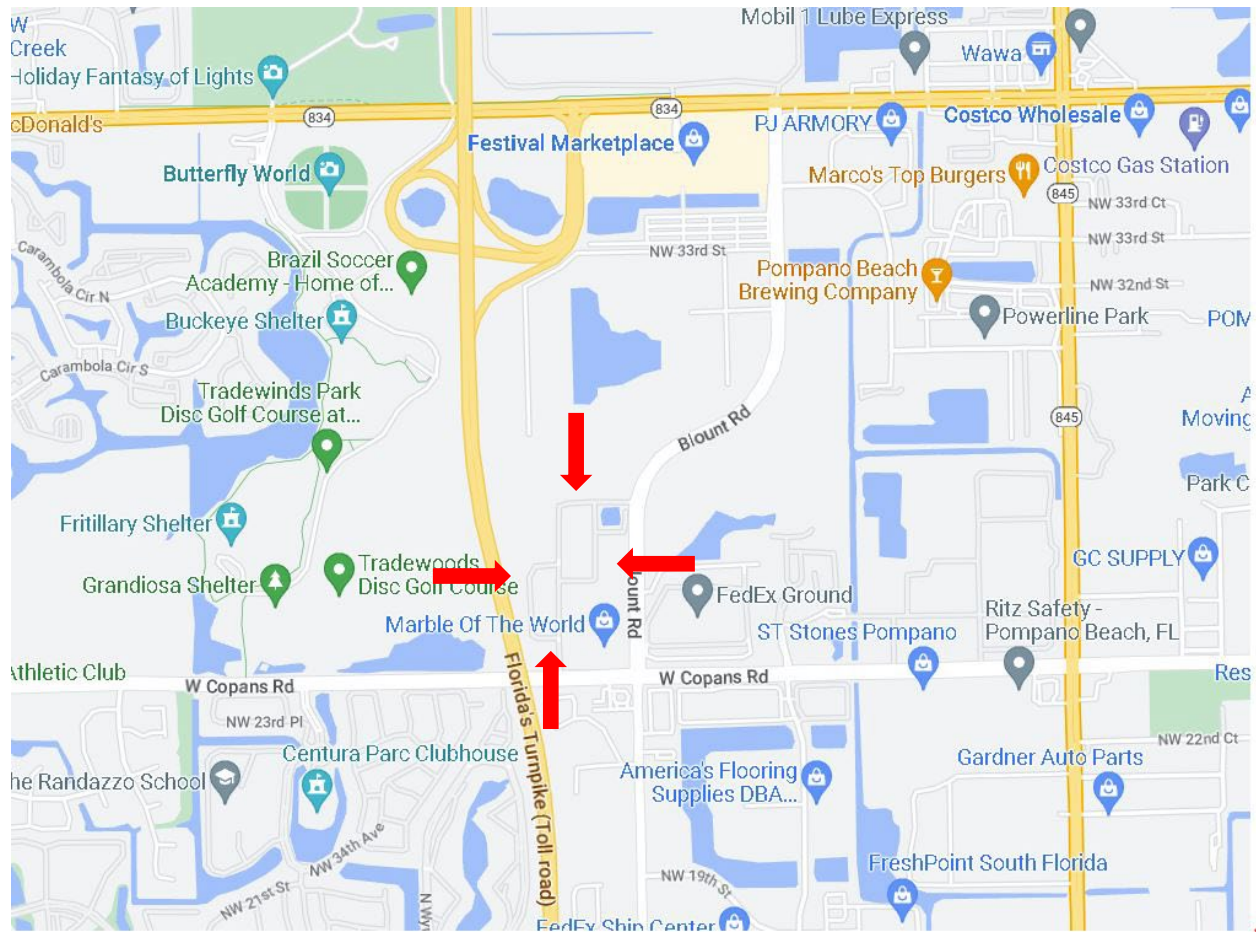 W
Creek
Holiday Fantasy of Lights
Mobil 1 Lube Express
Wawa
834
834
cDonald's
Festival Marketplace
PJ ARMORY
Costco Wholesale
Butterfly World
Marco's Top Burgers
Costco Gas Station
845
NW 33rd Ct
NW 33rd St
NW 33rd St
Carambola Cir N
Brazil Soccer
Academy - Home of...
Pompano Beach
Brewing Company
NW 32nd St
Buckeye Shelter
Powerline Park
POM
Carambola Cir S
Tradewinds Park
Disc Golf Course at...
Blount Rd
845
A
Moving
Park C
Fritillary Shelter
Tradewoods
Disc Golf Course
Grandiosa Shelter
GC SUPPLY
FedEx Ground
Marble Of The World
ount Rd
ST Stones Pompano
Ritz Safety -
Pompano Beach, FL
Athletic Club
W Copans Rd
W Copans Rd
Res
Florida's Turnpike (Toll road)
NW 23rd Pl
NW 22nd Ct
Centura Parc Clubhouse
he Randazzo School
America's Flooring
Supplies DBA...
Gardner Auto Parts
NW 34th Ave
NW 21st St
N Wyn
NW 19th St
FreshPoint South Florida
FedEx Ship Center